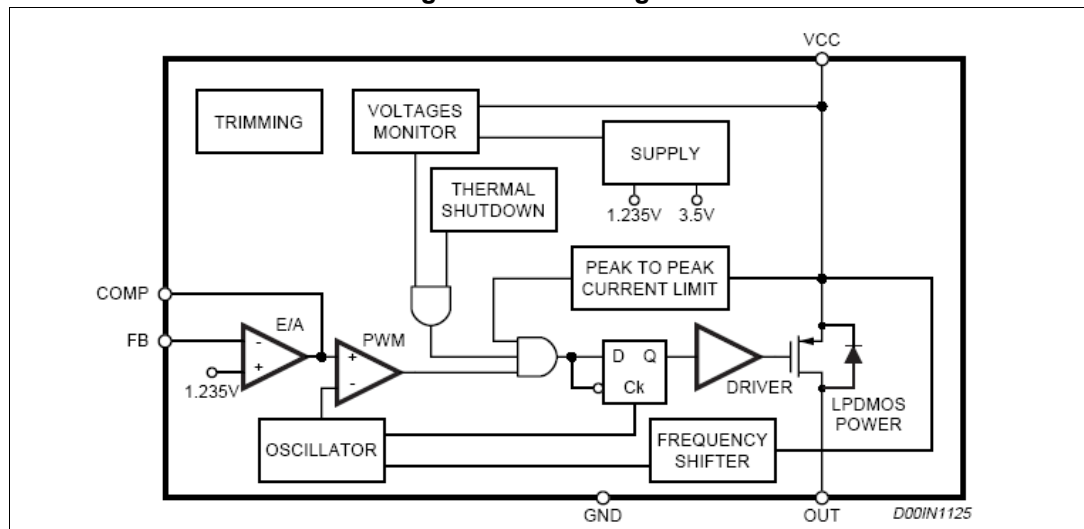 VCC
TRIMMING
VOLTAGES
MONITOR
SUPPLY
1.235V 3.5V
THERMAL
SHUTDOWN
PEAK TO PEAK
CURRENT LIMIT
COMP
FB
E/A
-
+
1.235V
PWM
+
-
D Q
Ck
DRIVER
LPDMOS
POWER
OSCILLATOR
FREQUENCY
SHIFTER
GND
OUT
D00IN1125